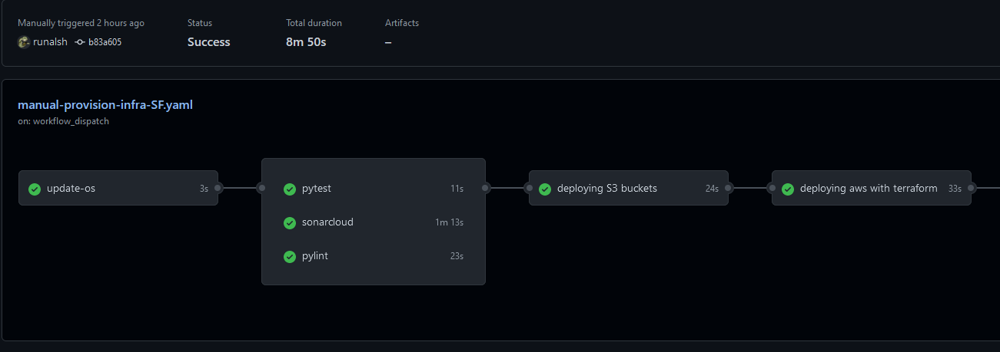 Manually triggered 2 hours ago
Status
Total duration
Artifacts
runalsh b83a605
Success
8m 50s
–
manual-provision-infra-SF.yaml
on: workflow_dispatch
update-os 3s
pytest 11s
sonarcloud 1m 13s
pylint 23s
deploying S3 buckets 24s
deploying aws with terraform 33s